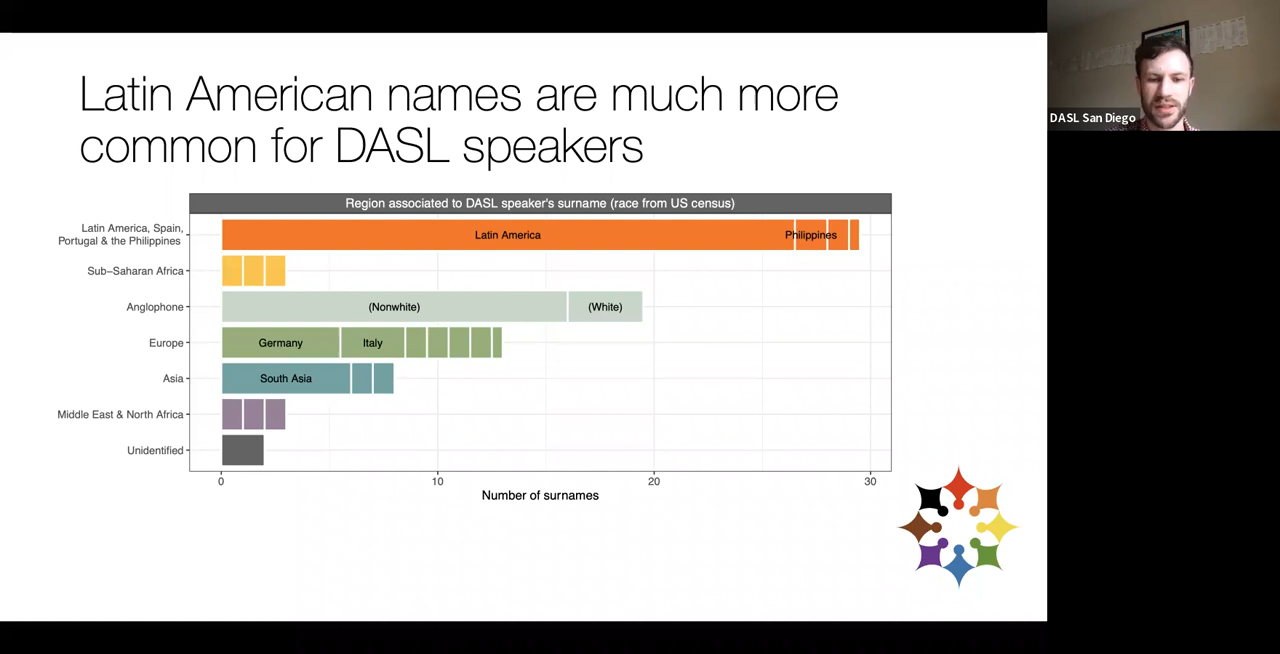 Latin American names are much more
common for DASL speakers
DASL San Diego
Region associated to DASL speaker's surname (race from US census)
Latin America, Spain,
Portugal & the Philippines
Latin America
Philippines
Sub-Saharan Africa
Anglophone
(Nonwhite)
(White)
Europe
Germany
Italy
Asia
South Asia
Middle East & North Africa
Unidentified
0
10
20
30
Number of surnames